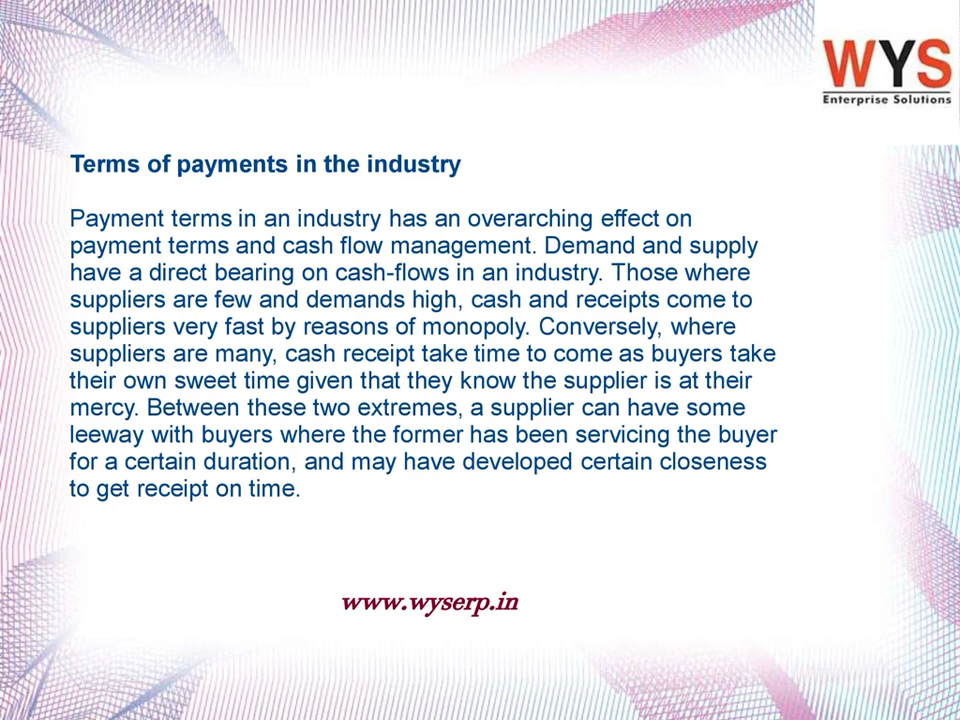 WYS
Enterprise Solutions
Terms of payments in the industry
Payment terms in an industry has an overarching effect on
payment terms and cash flow management. Demand and supply
have a direct bearing on cash-flows in an industry. Those where
suppliers are few and demands high, cash and receipts come to
suppliers very fast by reasons of monopoly. Conversely, where
suppliers are many, cash receipt take time to come as buyers take
their own sweet time given that they know the supplier is at their
mercy. Between these two extremes, a supplier can have some
leeway with buyers where the former has been servicing the buyer
for a certain duration, and may have developed certain closeness
to get receipt on time.
www.wyserp.in